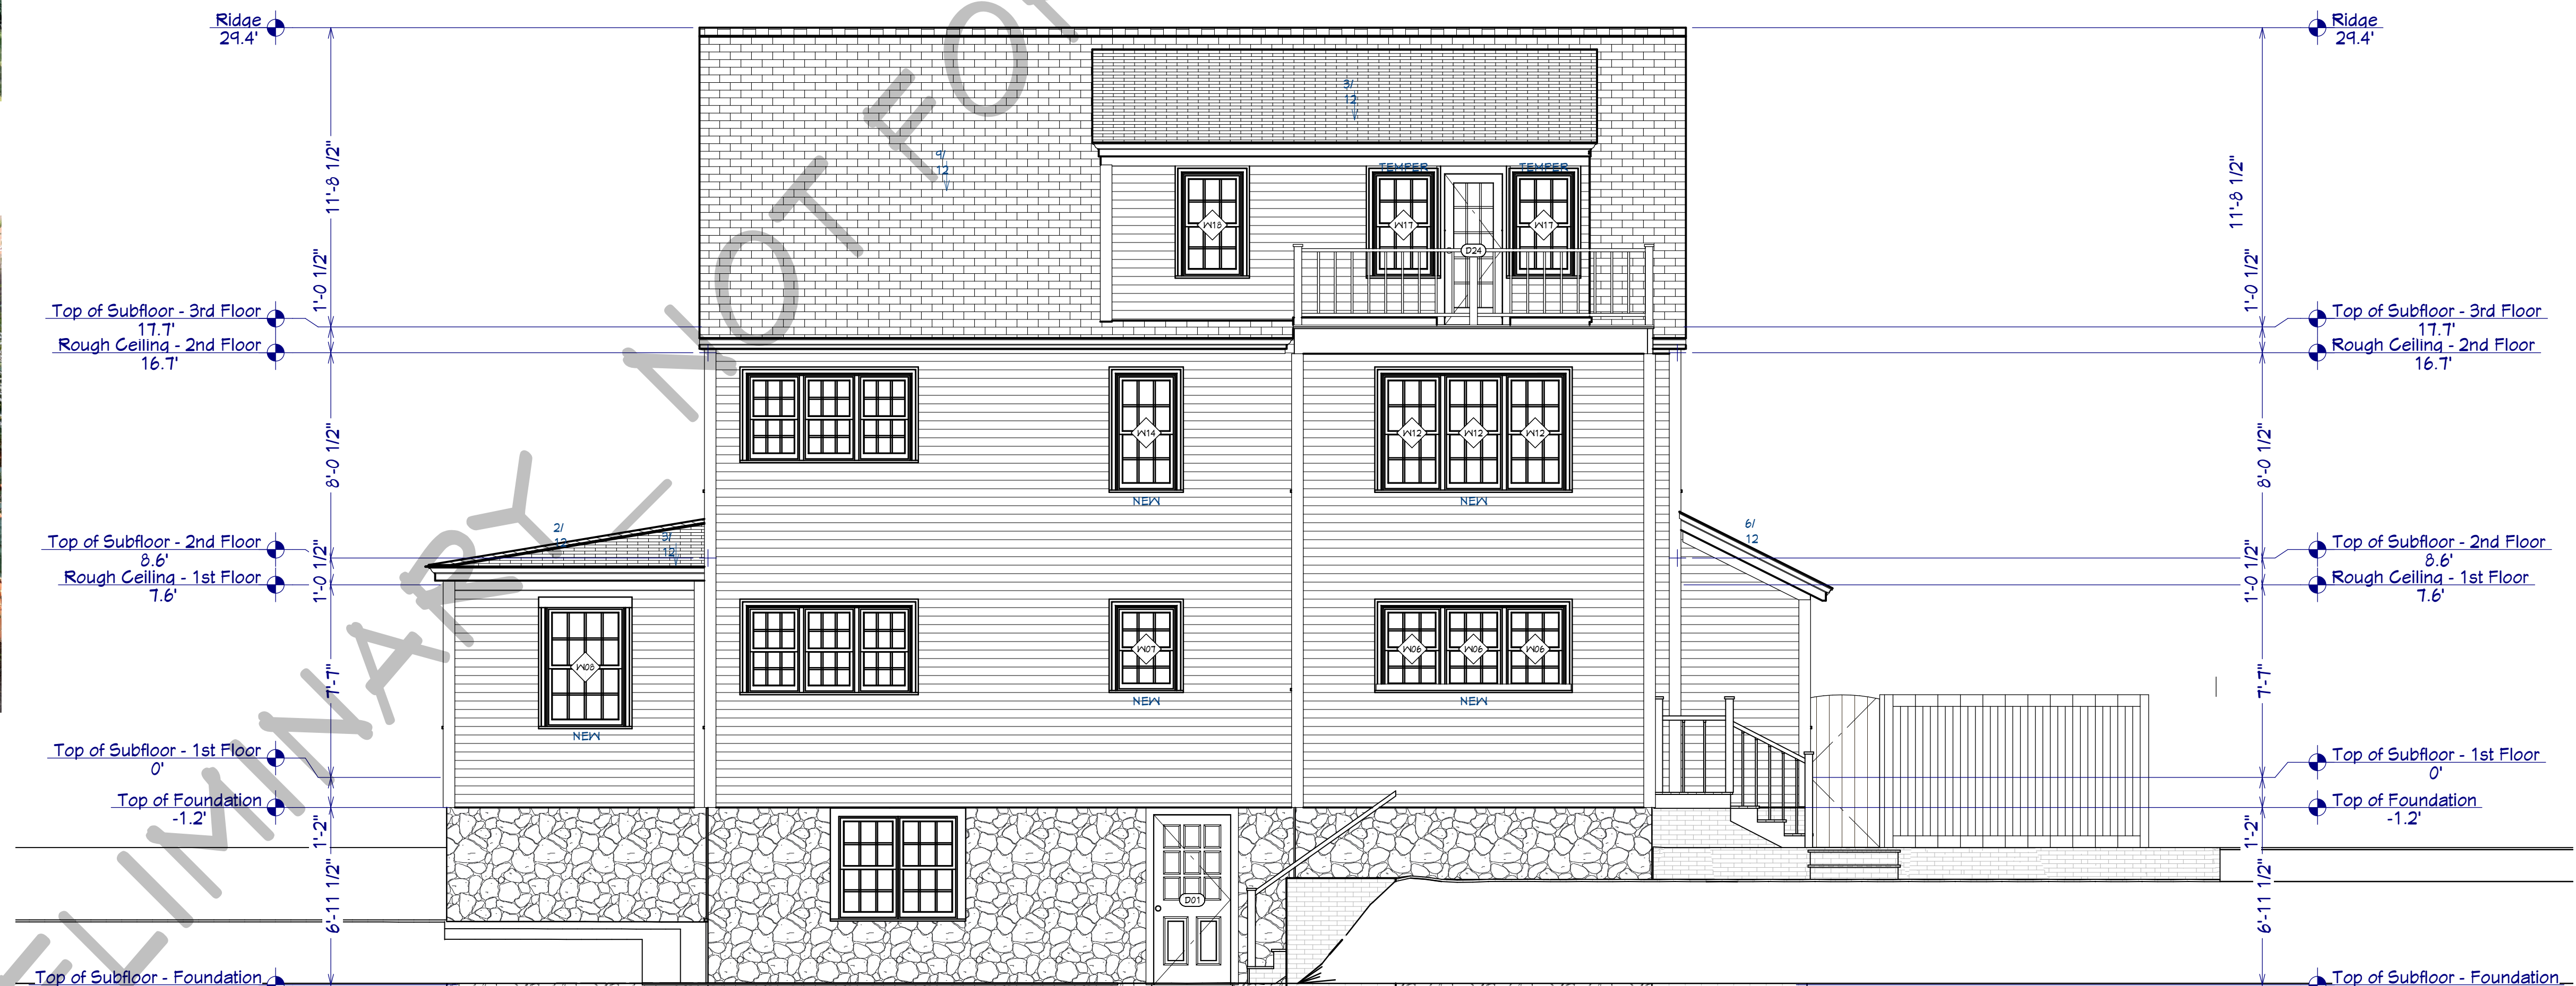 Ridge
29.4'
11'-8 1/2"
1'-0 1/2"
Top of Subfloor - 3rd Floor
17.7'
Rough Ceiling - 2nd Floor
16.7'
8'-0 1/2"
Top of Subfloor - 2nd Floor
8.6'
1'-0 1/2"
Rough Ceiling - 1st Floor
7.6'
7'-7"
Top of Subfloor - 1st Floor
0'
Top of Foundation
-1.2'
1'-2"
6'-11 1/2"
Top of Subfloor - Foundation
ELIMINARY_NOT FOR
3/
12
9/
12
TEMPER
TEMPER
W18
W17
D24
W17
W14
W12
W12
W12
NEW
NEW
2/
12
3/
12
6/
12
W08
W07
W06
W06
W06
NEW
NEW
NEW
D01
Ridge
29.4'
11'-8 1/2"
1'-0 1/2"
Top of Subfloor - 3rd Floor
17.7'
Rough Ceiling - 2nd Floor
16.7'
8'-0 1/2"
Top of Subfloor - 2nd Floor
8.6'
1'-0 1/2"
Rough Ceiling - 1st Floor
7.6'
7'-7"
Top of Subfloor - 1st Floor
0'
Top of Foundation
-1.2'
1'-2"
6'-11 1/2"
Top of Subfloor - Foundation